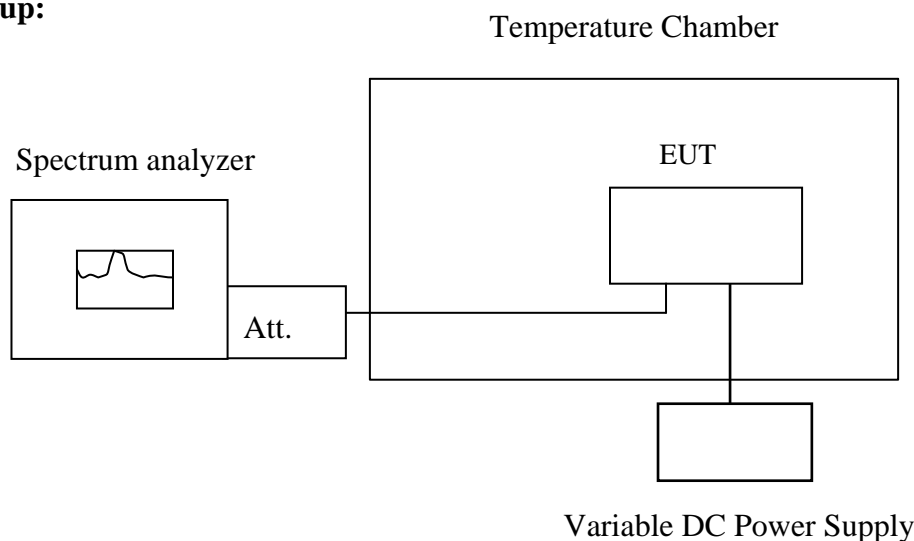 up:
Temperature Chamber
Spectrum analyzer
EUT
Att.
Variable DC Power Supply